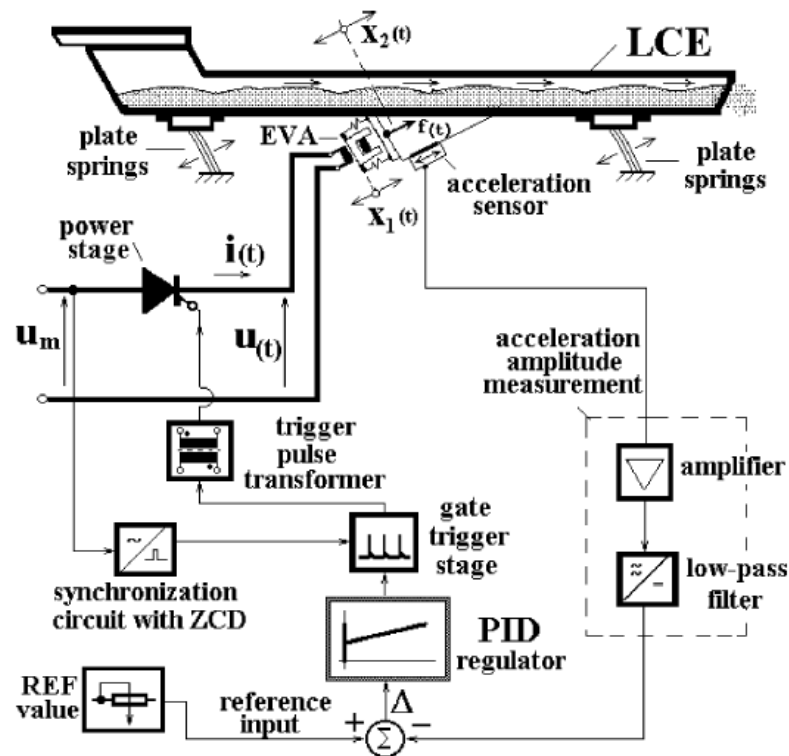 x₂(t)
LCE
plate
springs
EVA
f(t)
plate
springs
acceleration
sensor
x₁(t)
power
stage
i(t)
uₘ
u(t)
acceleration
amplitude
measurement
trigger
pulse
transformer
amplifier
gate
trigger
stage
~
synchronization
circuit with ZCD
≈
=
low-pass
filter
PID
regulator
REF
value
reference
input
+
Δ
−
Σ